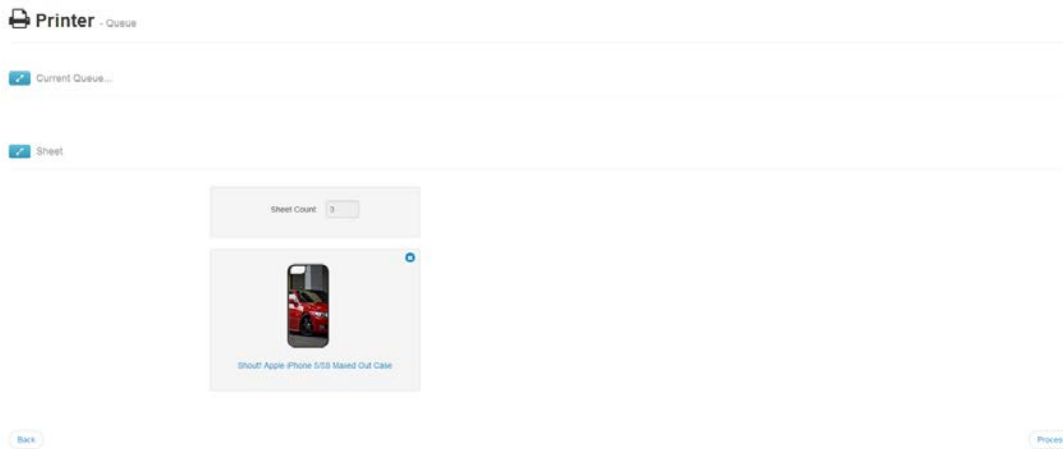 Printer - Queue
Current Queue...
Sheet
Sheet Count: 3
Shout! Apple iPhone 5/5S Maxed Out Case
Back
Proces